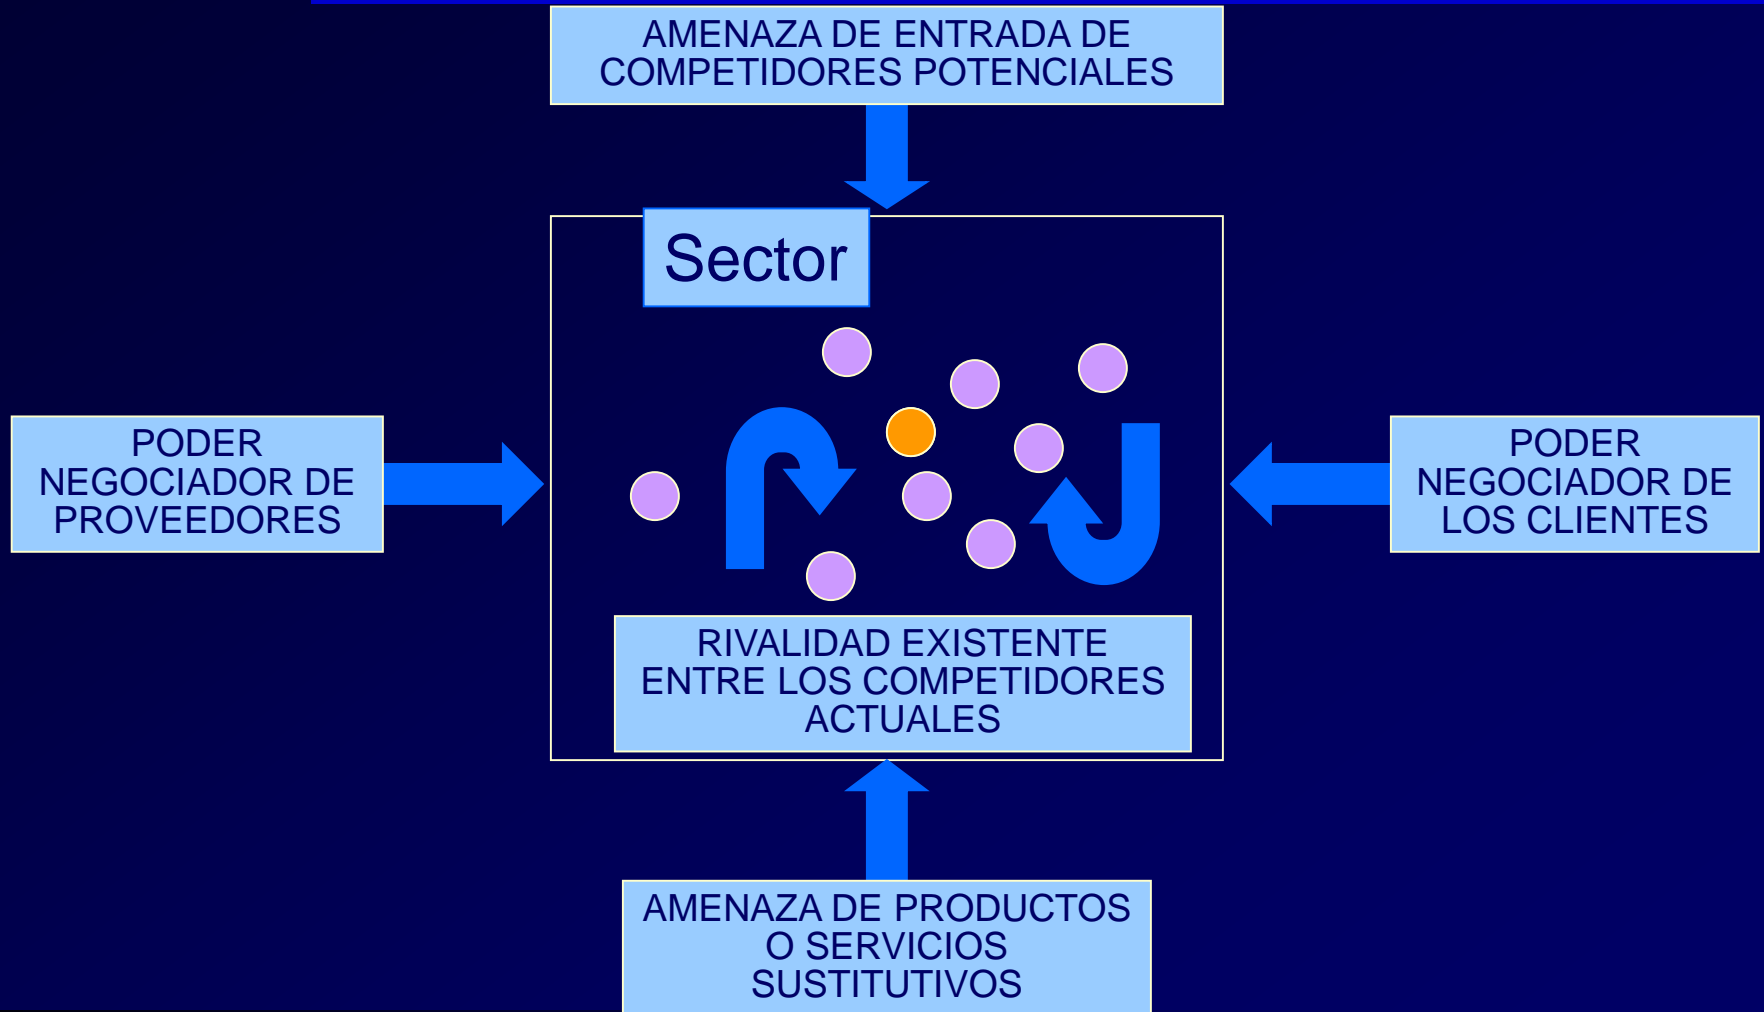 AMENAZA DE ENTRADA DE
COMPETIDORES POTENCIALES
Sector
PODER
NEGOCIADOR DE
PROVEEDORES
PODER
NEGOCIADOR DE
LOS CLIENTES
RIVALIDAD EXISTENTE
ENTRE LOS COMPETIDORES
ACTUALES
AMENAZA DE PRODUCTOS
O SERVICIOS
SUSTITUTIVOS